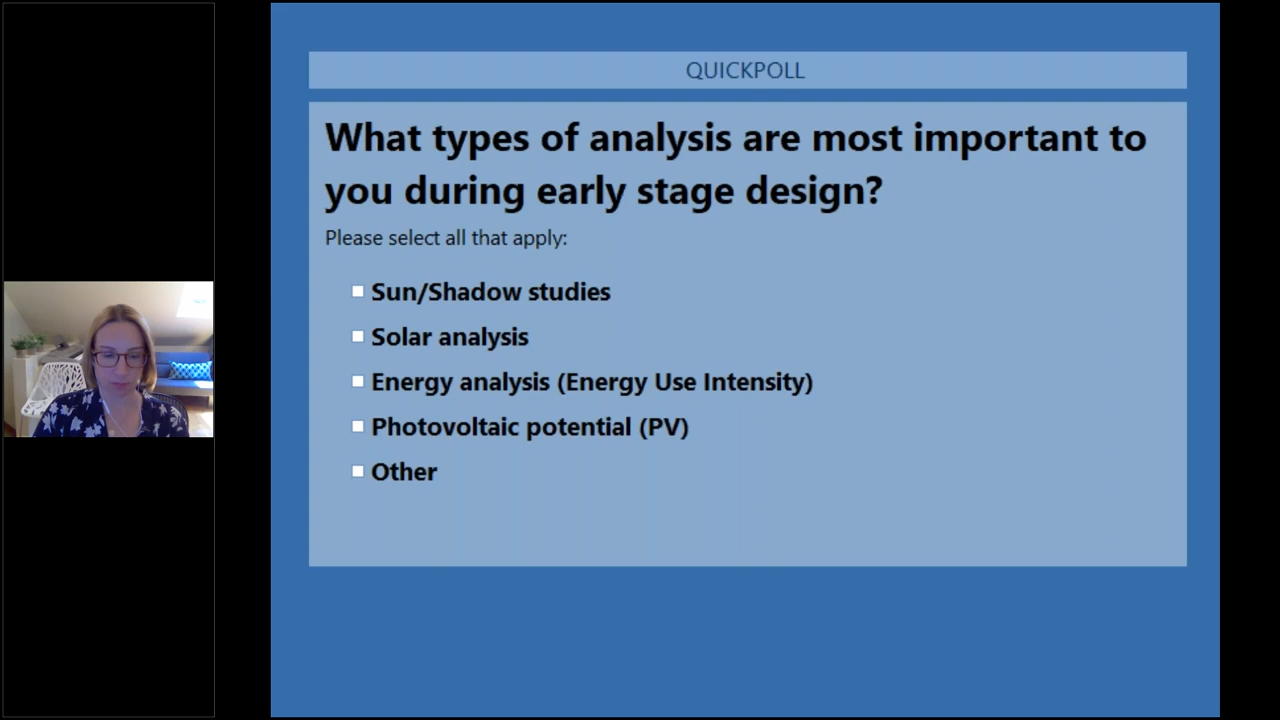 QUICKPOLL
What types of analysis are most important to
you during early stage design?
Please select all that apply:
Sun/Shadow studies
Solar analysis
Energy analysis (Energy Use Intensity)
Photovoltaic potential (PV)
Other